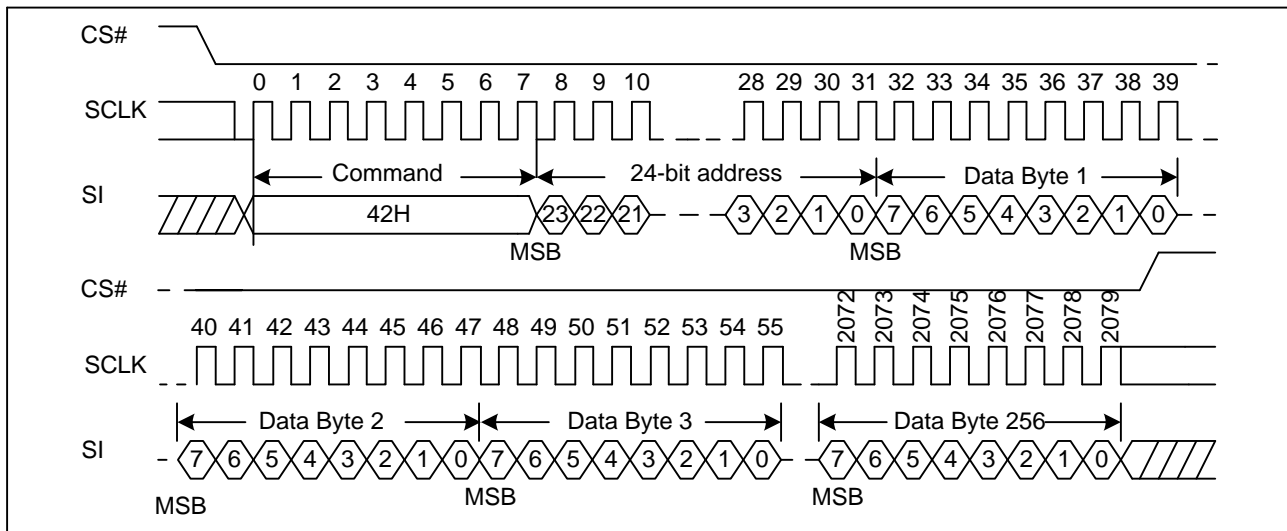 CS#
0 1 2 3 4 5 6 7 8 9 10 28 29 30 31 32 33 34 35 36 37 38 39
SCLK
Command 24-bit address Data Byte 1
SI
42H 23 22 21 3 2 1 0 7 6 5 4 3 2 1 0
MSB MSB
CS#
40 41 42 43 44 45 46 47 48 49 50 51 52 53 54 55 2072 2073 2074 2075 2076 2077 2078 2079
SCLK
Data Byte 2 Data Byte 3 Data Byte 256
SI
7 6 5 4 3 2 1 0 7 6 5 4 3 2 1 0 7 6 5 4 3 2 1 0
MSB MSB MSB